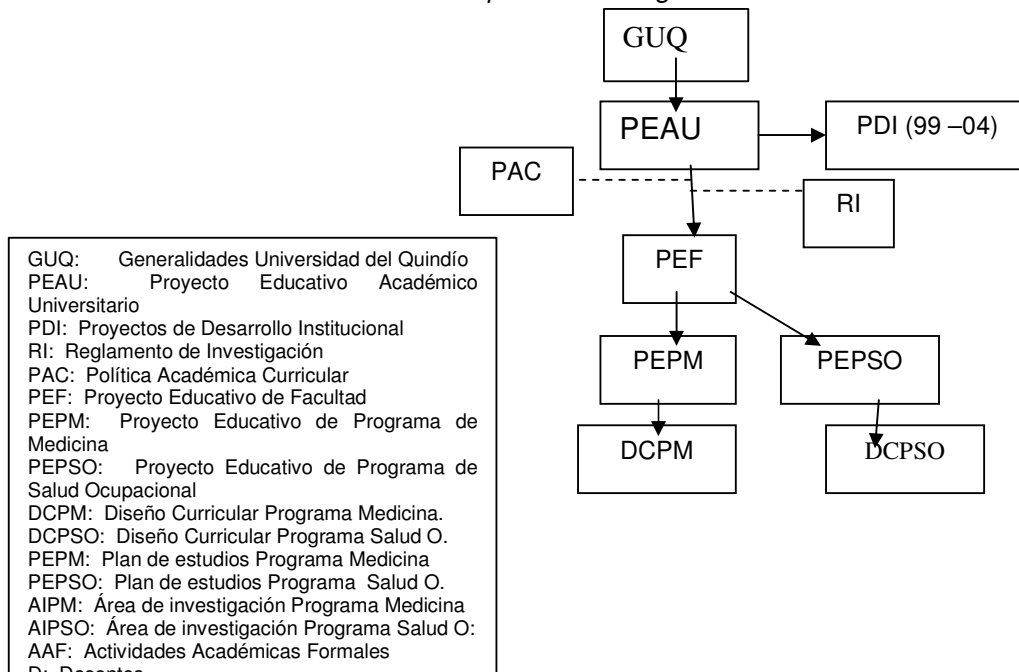 GUQ
PEAU
PDI (99 –04)
PAC
RI
PEF
PEPM
PEPSO
DCPM
DCPSO
GUQ: Generalidades Universidad del Quindío
PEAU: Proyecto Educativo Académico
Universitario
PDI: Proyectos de Desarrollo Institucional
RI: Reglamento de Investigación
PAC: Política Académica Curricular
PEF: Proyecto Educativo de Facultad
PEPM: Proyecto Educativo de Programa de
Medicina
PEPSO: Proyecto Educativo de Programa de
Salud Ocupacional
DCPM: Diseño Curricular Programa Medicina.
DCPSO: Diseño Curricular Programa Salud O.
PEPM: Plan de estudios Programa Medicina
PEPSO: Plan de estudios Programa Salud O.
AIPM: Área de investigación Programa Medicina
AIPSO: Área de investigación Programa Salud O:
AAF: Actividades Académicas Formales